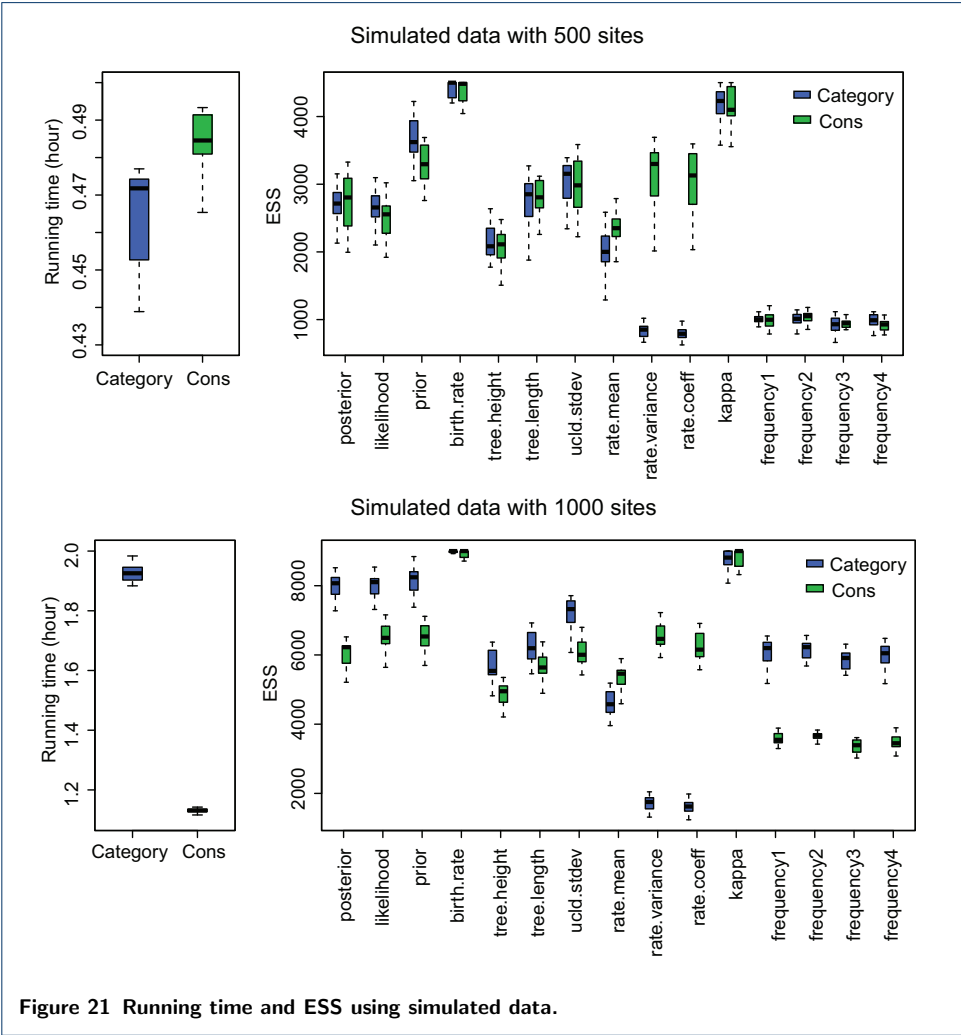 Simulated data with 500 sites
Running time (hour)
0.49
0.47
0.45
0.43
Category
Cons
ESS
4000
3000
2000
1000
Category
Cons
posterior
likelihood
prior
birth.rate
tree.height
tree.length
ucld.stdev
rate.mean
rate.variance
rate.coeff
kappa
frequency1
frequency2
frequency3
frequency4
Simulated data with 1000 sites
Running time (hour)
2.0
1.8
1.6
1.4
1.2
Category
Cons
ESS
8000
6000
4000
2000
Category
Cons
posterior
likelihood
prior
birth.rate
tree.height
tree.length
ucld.stdev
rate.mean
rate.variance
rate.coeff
kappa
frequency1
frequency2
frequency3
frequency4
Figure 21 Running time and ESS using simulated data.